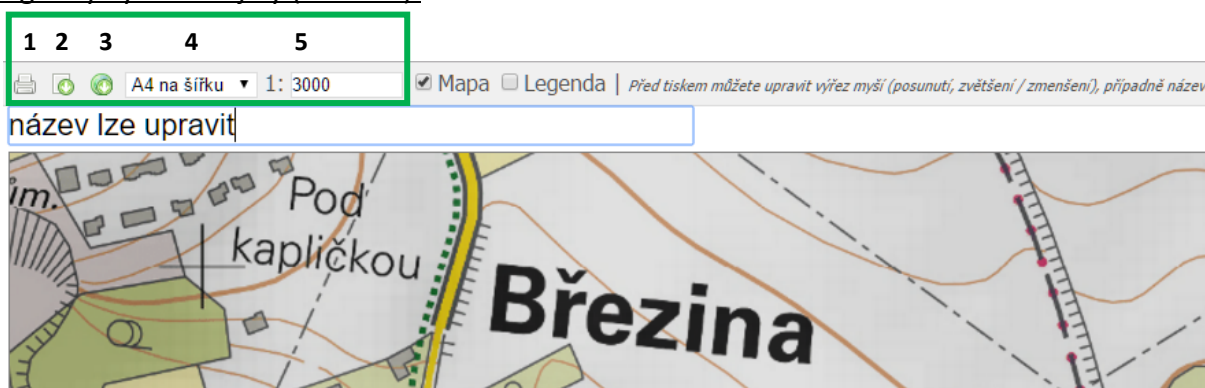 1 2 3 4 5
A4 na šířku 1: 3000 Mapa Legenda | Před tiskem můžete upravit výřez myší (posunutí, zvětšení / zmenšení), případně název
název lze upravit
im.
Pod
kapličkou
Březina